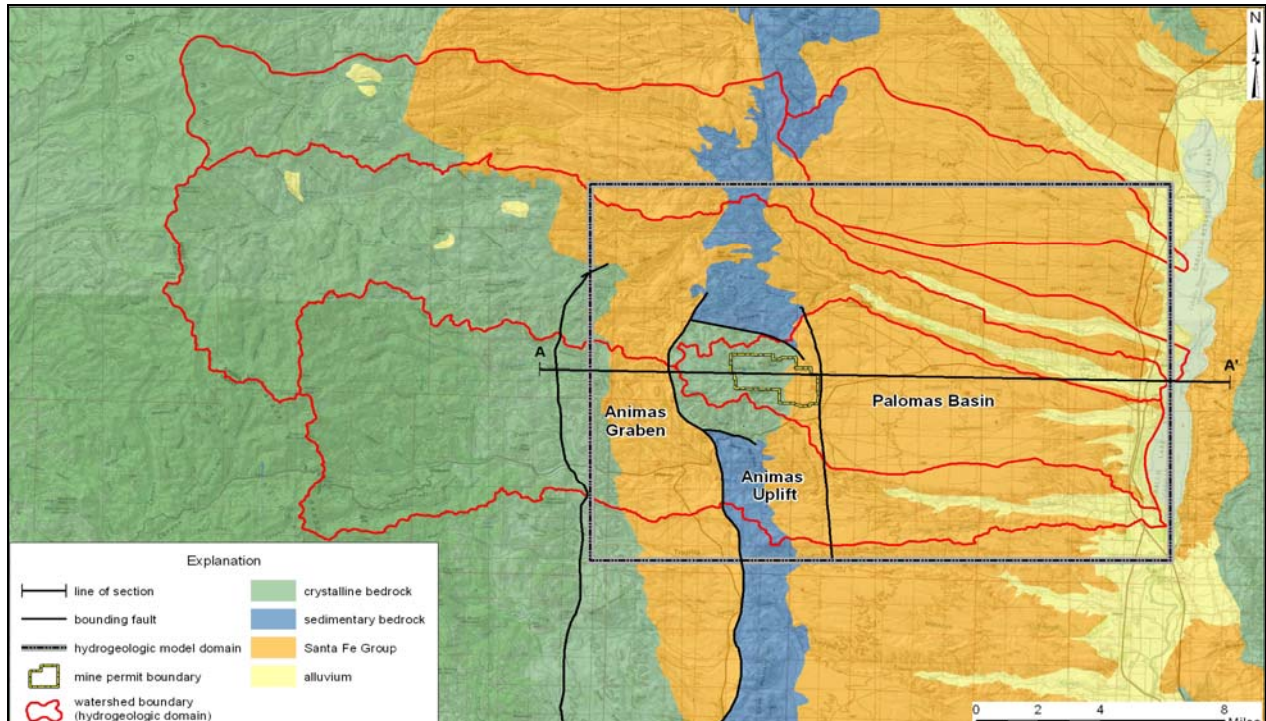 N
A
A'
Animas
Graben
Palomas Basin
Animas
Uplift
Explanation
line of section
bounding fault
hydrogeologic model domain
mine permit boundary
watershed boundary
(hydrogeologic domain)
crystalline bedrock
sedimentary bedrock
Santa Fe Group
alluvium
0 2 4 8
Miles